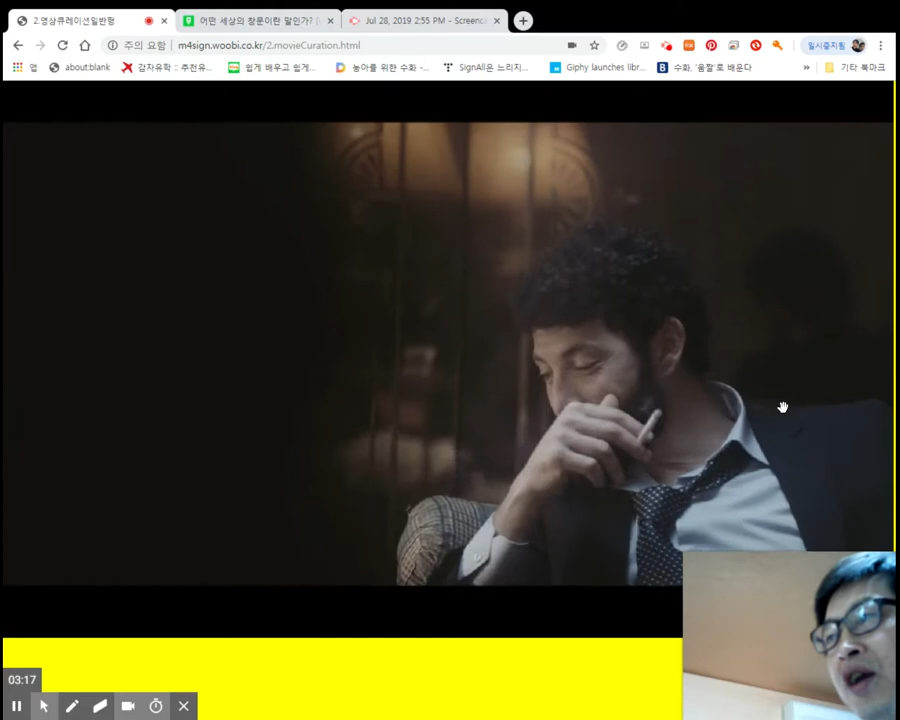 2.영상큐레이션일반형
어떤 세상의 창문이란 말인가?
Jul 28, 2019 2:55 PM - Screenca
주의 요함 | m4sign.woobi.co.kr/2.movieCuration.html
일시중지됨
앱 about:blank 감자유학 :: 추천유... 쉽게 배우고 쉽게... 농아를 위한 수화 -... SignAll은 느리지... Giphy launches libr... 수화, '움짤'로 배운다 » 기타 북마크
03:17